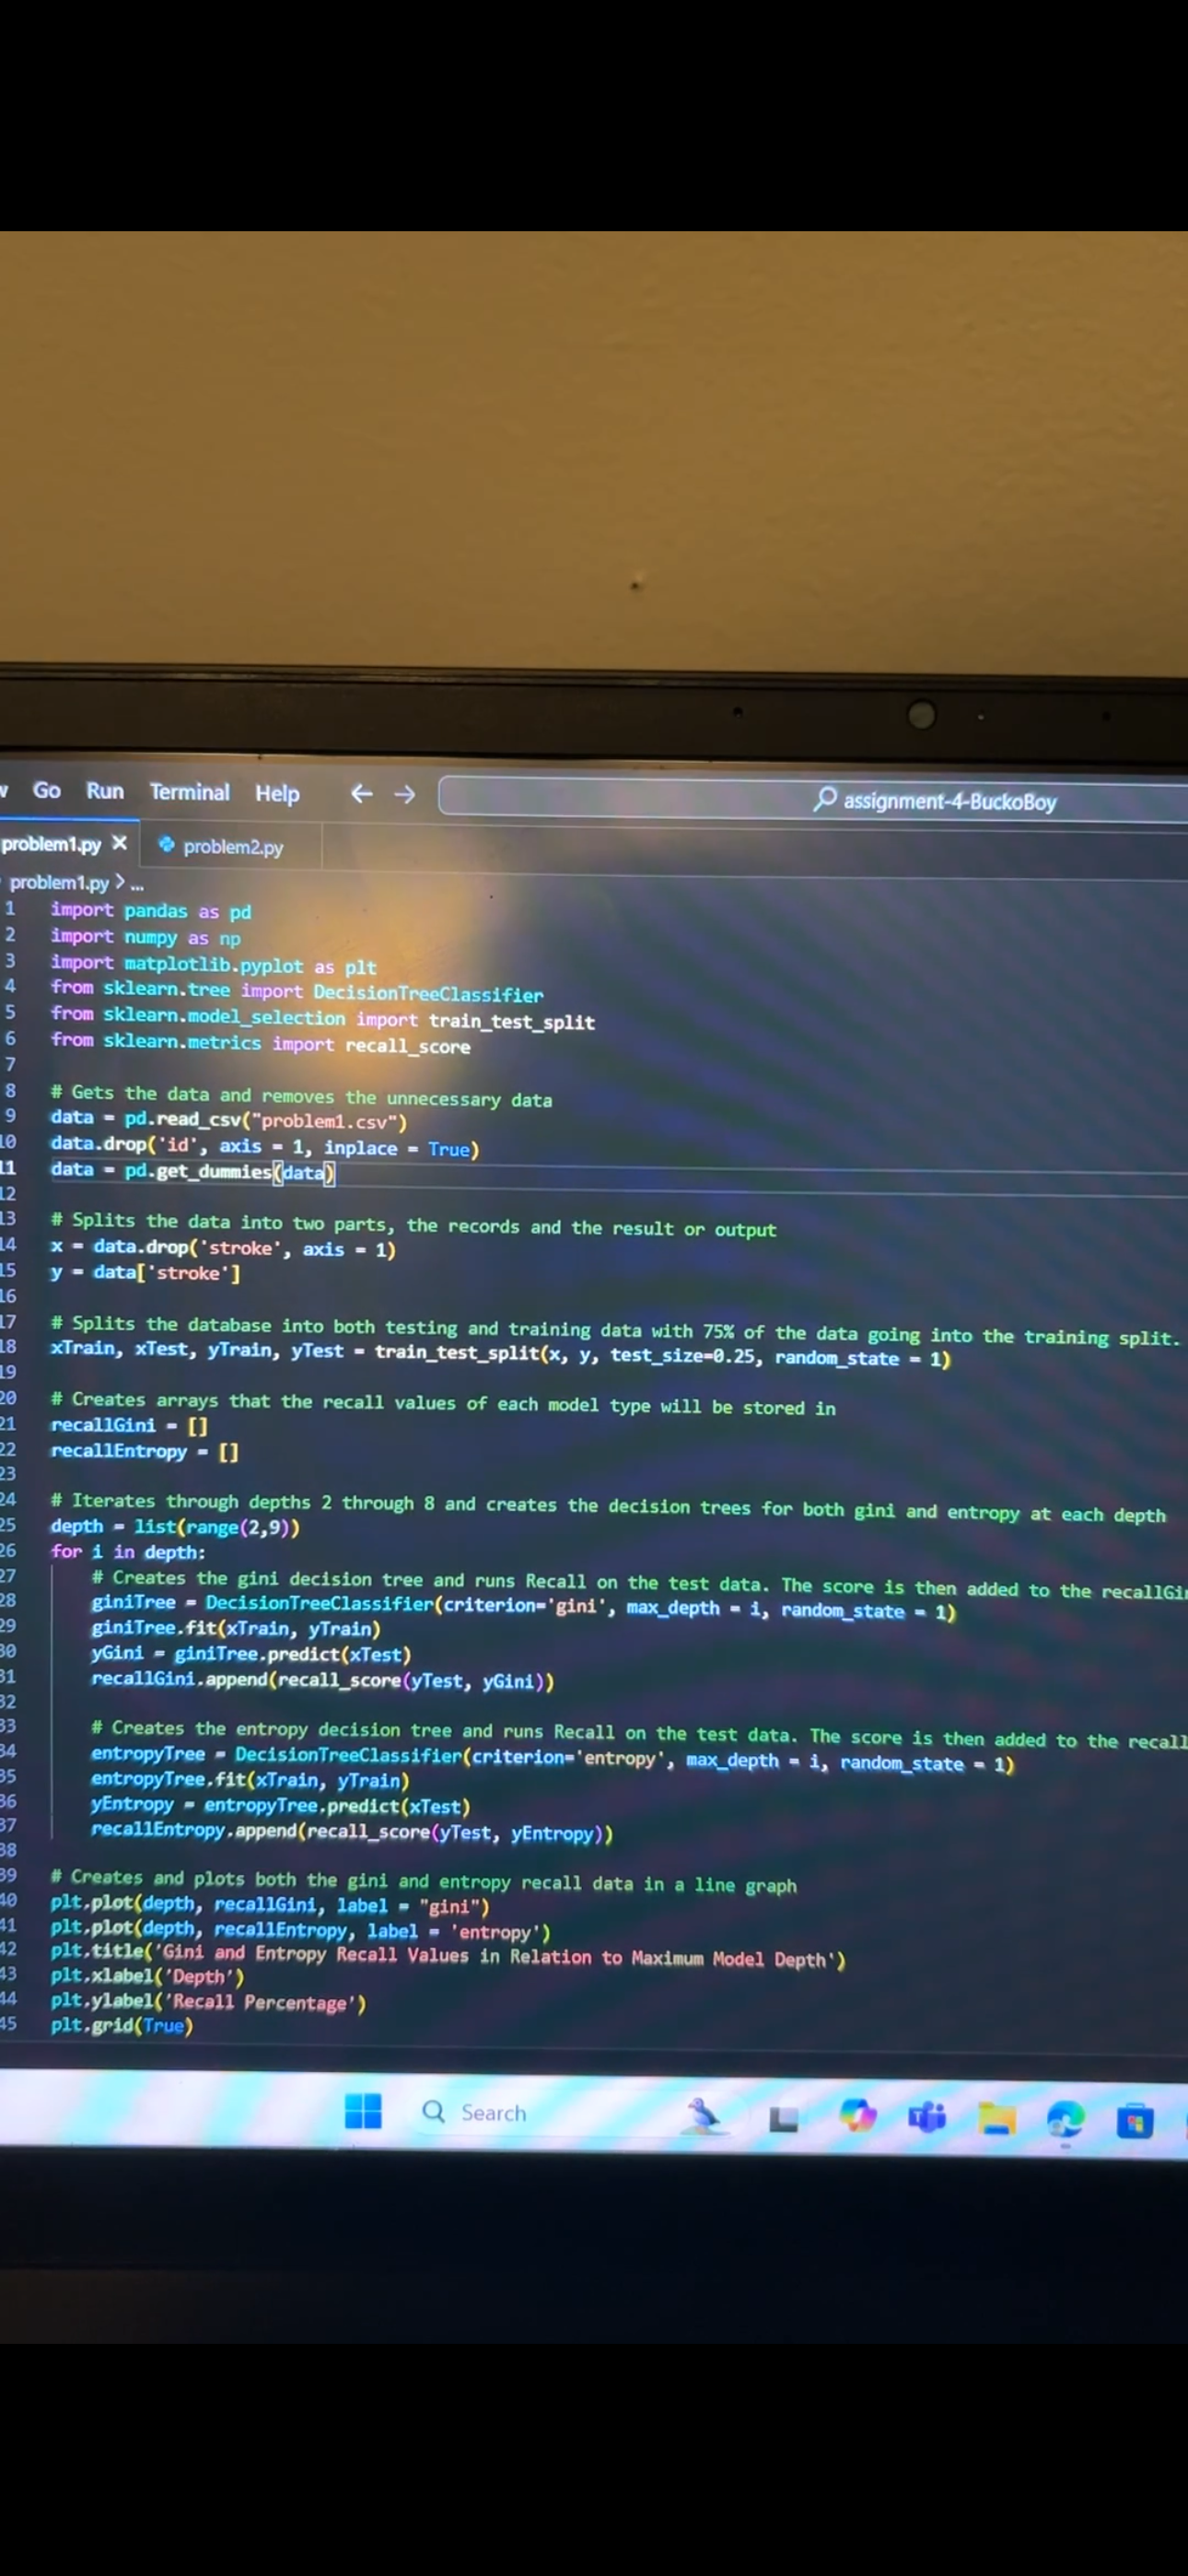 Go Run Terminal Help ← → assignment-4-BuckoBoy
problem1.py × problem2.py
problem1.py > ...
1 import pandas as pd
2 import numpy as np
3 import matplotlib.pyplot as plt
4 from sklearn.tree import DecisionTreeClassifier
5 from sklearn.model_selection import train_test_split
6 from sklearn.metrics import recall_score
7
8 # Gets the data and removes the unnecessary data
9 data = pd.read_csv("problem1.csv")
10 data.drop('id', axis = 1, inplace = True)
11 data = pd.get_dummies(data)
12
13 # Splits the data into two parts, the records and the result or output
14 x = data.drop('stroke', axis = 1)
15 y = data['stroke']
16
17 # Splits the database into both testing and training data with 75% of the data going into the training split.
18 xTrain, xTest, yTrain, yTest = train_test_split(x, y, test_size=0.25, random_state = 1)
19
20 # Creates arrays that the recall values of each model type will be stored in
21 recallGini = []
22 recallEntropy = []
23
24 # Iterates through depths 2 through 8 and creates the decision trees for both gini and entropy at each depth
25 depth = list(range(2,9))
26 for i in depth:
27 # Creates the gini decision tree and runs Recall on the test data. The score is then added to the recallGi
28 giniTree = DecisionTreeClassifier(criterion='gini', max_depth = i, random_state = 1)
29 giniTree.fit(xTrain, yTrain)
30 yGini = giniTree.predict(xTest)
31 recallGini.append(recall_score(yTest, yGini))
32
33 # Creates the entropy decision tree and runs Recall on the test data. The score is then added to the recall
34 entropyTree = DecisionTreeClassifier(criterion='entropy', max_depth = i, random_state = 1)
35 entropyTree.fit(xTrain, yTrain)
36 yEntropy = entropyTree.predict(xTest)
37 recallEntropy.append(recall_score(yTest, yEntropy))
38
39 # Creates and plots both the gini and entropy recall data in a line graph
40 plt.plot(depth, recallGini, label = "gini")
41 plt.plot(depth, recallEntropy, label = 'entropy')
42 plt.title('Gini and Entropy Recall Values in Relation to Maximum Model Depth')
43 plt.xlabel('Depth')
44 plt.ylabel('Recall Percentage')
45 plt.grid(True)
Search